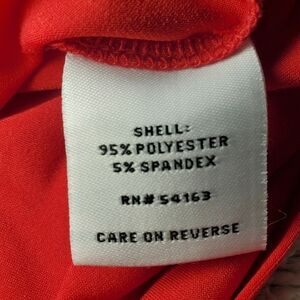 SHELL:
95% POLYESTER
5% SPANDEX
RN# 54163
CARE ON REVERSE